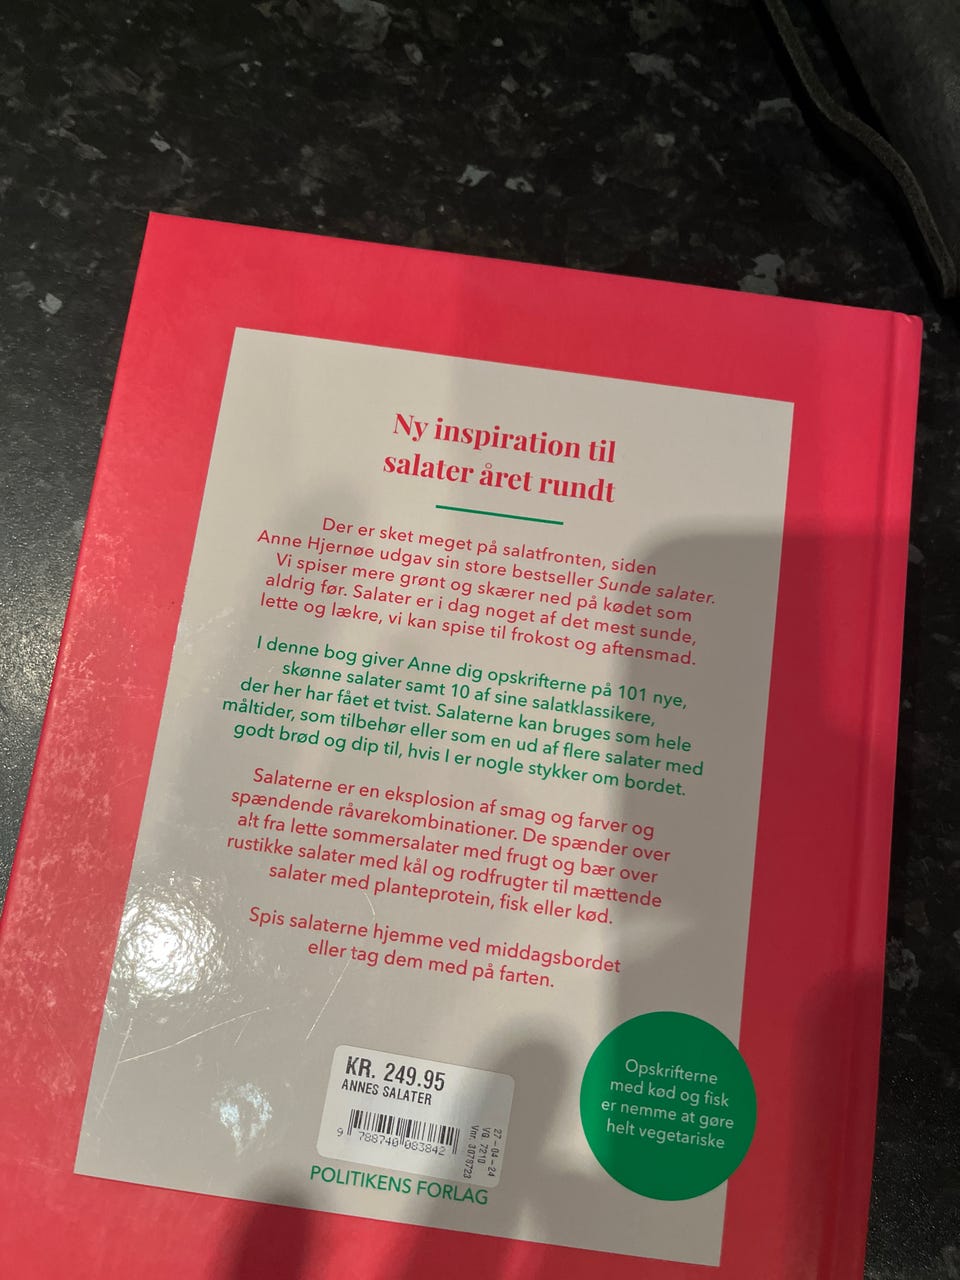 Ny inspiration til
salater året rundt
Der er sket meget på salatfronten, siden
Anne Hjernøe udgav sin store bestseller Sunde salater.
Vi spiser mere grønt og skærer ned på kødet som
aldrig før. Salater er i dag noget af det mest sunde,
lette og lækre, vi kan spise til frokost og aftensmad.
I denne bog giver Anne dig opskrifterne på 101 nye,
skønne salater samt 10 af sine salatklassikere,
der her har fået et tvist. Salaterne kan bruges som hele
måltider, som tilbehør eller som en ud af flere salater med
godt brød og dip til, hvis I er nogle stykker om bordet.
Salaterne er en eksplosion af smag og farver og
spændende råvarekombinationer. De spænder over
alt fra lette sommersalater med frugt og bær over
rustikke salater med kål og rodfrugter til mættende
salater med planteprotein, fisk eller kød.
Spis salaterne hjemme ved middagsbordet
eller tag dem med på farten.
Opskrifterne
med kød og fisk
er nemme at gøre
helt vegetariske
KR. 249.95
ANNES SALATER
9 788740 083842
27-04-24
VG 7210
Vnr 3078723
POLITIKENS FORLAG